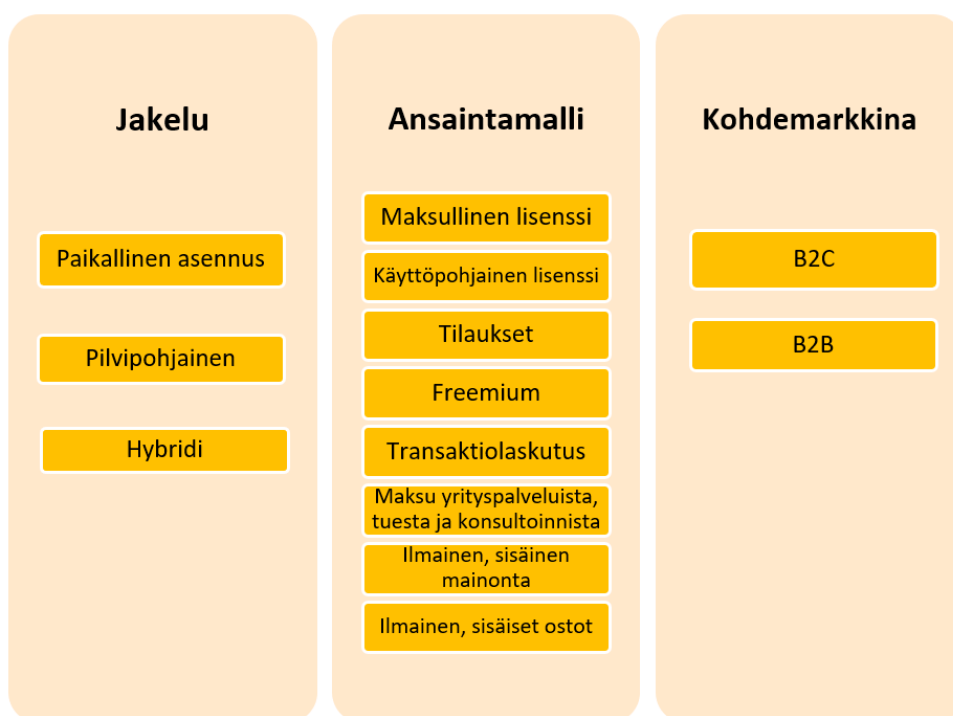 Jakelu
Paikallinen asennus
Pilvipohjainen
Hybridi
Ansaintamalli
Maksullinen lisenssi
Käyttöpohjainen lisenssi
Tilaukset
Freemium
Transaktiolaskutus
Maksu yrityspalveluista,
tuesta ja konsultoinnista
Ilmainen, sisäinen
mainonta
Ilmainen, sisäiset ostot
Kohdemarkkina
B2C
B2B